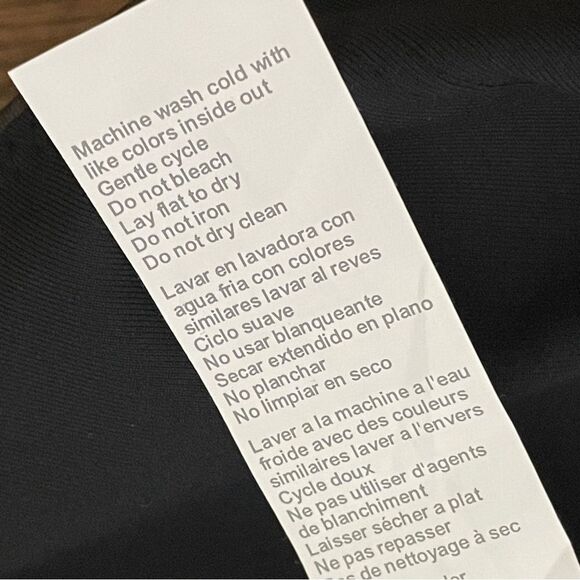 Machine wash cold with
like colors inside out
Gentle cycle
Do not bleach
Lay flat to dry
Do not iron
Do not dry clean
Lavar en lavadora con
agua fria con colores
similares lavar al reves
Ciclo suave
No usar blanqueante
Secar extendido en plano
No planchar
No limpiar en seco
Laver a la machine a l'eau
froide avec des couleurs
similaires laver a l'envers
Cycle doux
Ne pas utiliser d'agents
de blanchiment
Laisser sécher a plat
Ne pas repasser
de nettoyage à sec